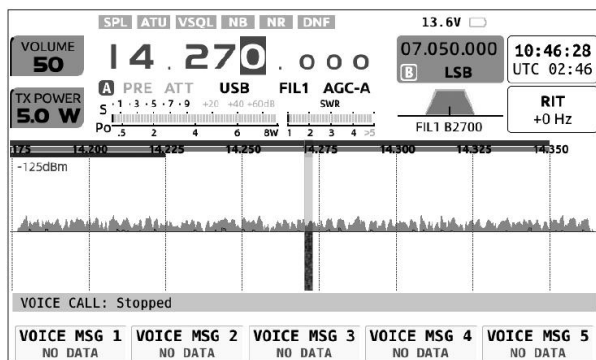 SPL ATU VSQL NB NR DNF 13.6V
VOLUME
50
14.270.000
07.050.000
B LSB
10:46:28
UTC 02:46
A PRE ATT USB FIL1 AGC-A
TX POWER
5.0 W
S ·1 ·3 ·5 ·7 ·9 +20 +40 +60dB SWR
Po .5 2 4 6 8W 1 2 3 4 >5
FIL1 B2700
RIT
+0 Hz
175 14.200 14.225 14.250 14.275 14.300 14.325 14.350
-125dBm
VOICE CALL: Stopped
VOICE MSG 1 VOICE MSG 2 VOICE MSG 3 VOICE MSG 4 VOICE MSG 5
NO DATA NO DATA NO DATA NO DATA NO DATA